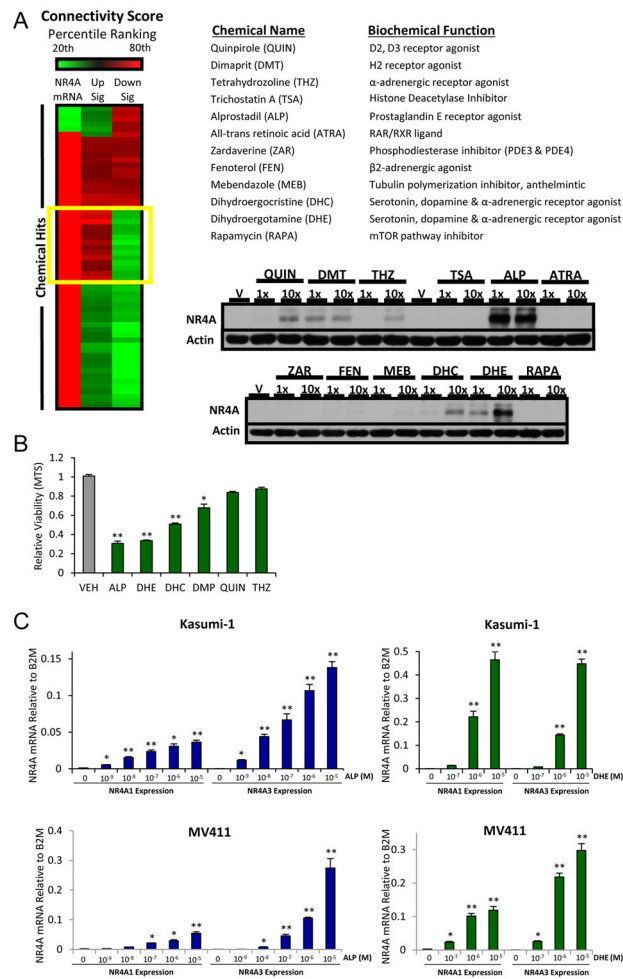 A
Connectivity Score
Percentile Ranking
20th 80th
NR4A Up Down
mRNA Sig Sig
Chemical Hits
Chemical Name Biochemical Function
Quinpirole (QUIN) D2, D3 receptor agonist
Dimaprit (DMT) H2 receptor agonist
Tetrahydrozoline (THZ) α-adrenergic receptor agonist
Trichostatin A (TSA) Histone Deacetylase Inhibitor
Alprostadil (ALP) Prostaglandin E receptor agonist
All-trans retinoic acid (ATRA) RAR/RXR ligand
Zardaverine (ZAR) Phosphodiesterase inhibitor (PDE3 & PDE4)
Fenoterol (FEN) β2-adrenergic agonist
Mebendazole (MEB) Tubulin polymerization inhibitor, anthelmintic
Dihydroergocristine (DHC) Serotonin, dopamine & α-adrenergic receptor agonist
Dihydroergotamine (DHE) Serotonin, dopamine & α-adrenergic receptor agonist
Rapamycin (RAPA) mTOR pathway inhibitor
QUIN DMT THZ TSA ALP ATRA
V 1x 10x 1x 10x 1x 10x V 1x 10x 1x 10x 1x 10x
NR4A
Actin
ZAR FEN MEB DHC DHE RAPA
V 1x 10x 1x 10x 1x 10x 1x 10x 1x 10x 1x 10x
NR4A
Actin
B
Relative Viability (MTS)
1.2
1
0.8
0.6
0.4
0.2
0
** ** ** *
VEH ALP DHE DHC DMP QUIN THZ
C
Kasumi-1
NR4A mRNA Relative to B2M
0.15
0.1
0.05
0
* ** ** * ** * ** ** ** **
0 10⁻⁹ 10⁻⁸ 10⁻⁷ 10⁻⁶ 10⁻⁵ 0 10⁻⁹ 10⁻⁸ 10⁻⁷ 10⁻⁶ 10⁻⁵ ALP (M)
NR4A1 Expression NR4A3 Expression
Kasumi-1
NR4A mRNA Relative to B2M
0.5
0.4
0.3
0.2
0.1
0
** ** ** **
0 10⁻⁷ 10⁻⁶ 10⁻⁵ 0 10⁻⁷ 10⁻⁶ 10⁻⁵ DHE (M)
NR4A1 Expression NR4A3 Expression
MV411
NR4A mRNA Relative to B2M
0.4
0.3
0.2
0.1
0
* * ** * ** ** **
0 10⁻⁹ 10⁻⁸ 10⁻⁷ 10⁻⁶ 10⁻⁵ 0 10⁻⁹ 10⁻⁸ 10⁻⁷ 10⁻⁶ 10⁻⁵ ALP (M)
NR4A1 Expression NR4A3 Expression
MV411
NR4A mRNA Relative to B2M
0.4
0.3
0.2
0.1
0
* ** ** * ** **
0 10⁻⁷ 10⁻⁶ 10⁻⁵ 0 10⁻⁷ 10⁻⁶ 10⁻⁵ DHE (M)
NR4A1 Expression NR4A3 Expression